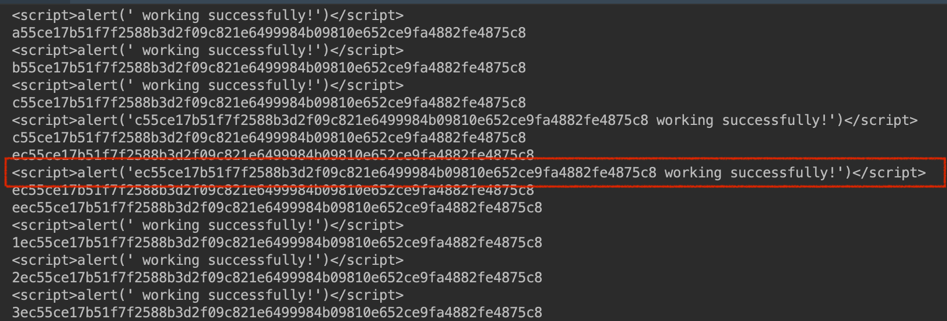 <script>alert(' working successfully!')</script>
a55ce17b51f7f2588b3d2f09c821e6499984b09810e652ce9fa4882fe4875c8
<script>alert(' working successfully!')</script>
b55ce17b51f7f2588b3d2f09c821e6499984b09810e652ce9fa4882fe4875c8
<script>alert(' working successfully!')</script>
c55ce17b51f7f2588b3d2f09c821e6499984b09810e652ce9fa4882fe4875c8
<script>alert('c55ce17b51f7f2588b3d2f09c821e6499984b09810e652ce9fa4882fe4875c8 working successfully!')</script>
c55ce17b51f7f2588b3d2f09c821e6499984b09810e652ce9fa4882fe4875c8
ec55ce17b51f7f2588b3d2f09c821e6499984b09810e652ce9fa4882fe4875c8
<script>alert('ec55ce17b51f7f2588b3d2f09c821e6499984b09810e652ce9fa4882fe4875c8 working successfully!')</script>
ec55ce17b51f7f2588b3d2f09c821e6499984b09810e652ce9fa4882fe4875c8
eec55ce17b51f7f2588b3d2f09c821e6499984b09810e652ce9fa4882fe4875c8
<script>alert(' working successfully!')</script>
1ec55ce17b51f7f2588b3d2f09c821e6499984b09810e652ce9fa4882fe4875c8
<script>alert(' working successfully!')</script>
2ec55ce17b51f7f2588b3d2f09c821e6499984b09810e652ce9fa4882fe4875c8
<script>alert(' working successfully!')</script>
3ec55ce17b51f7f2588b3d2f09c821e6499984b09810e652ce9fa4882fe4875c8